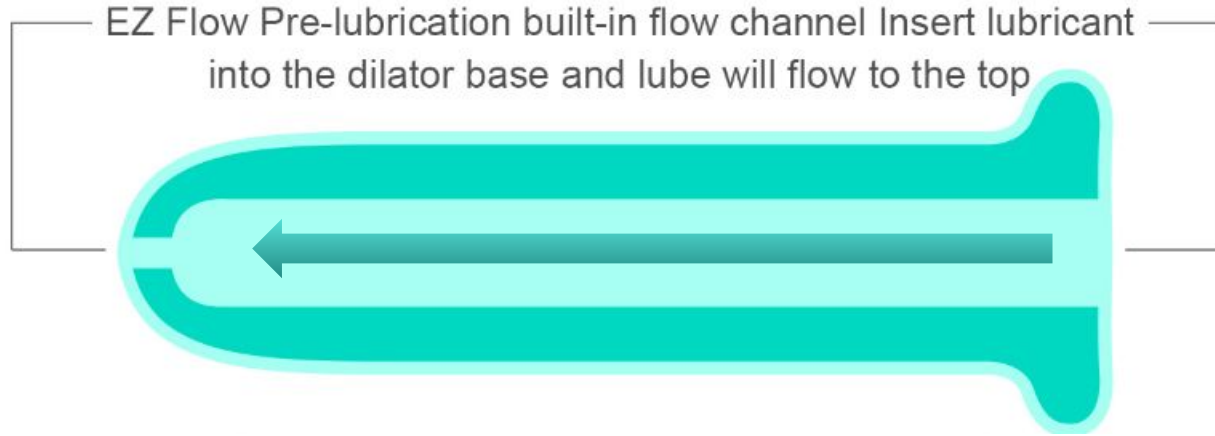 EZ Flow Pre-lubrication built-in flow channel Insert lubricant
into the dilator base and lube will flow to the top